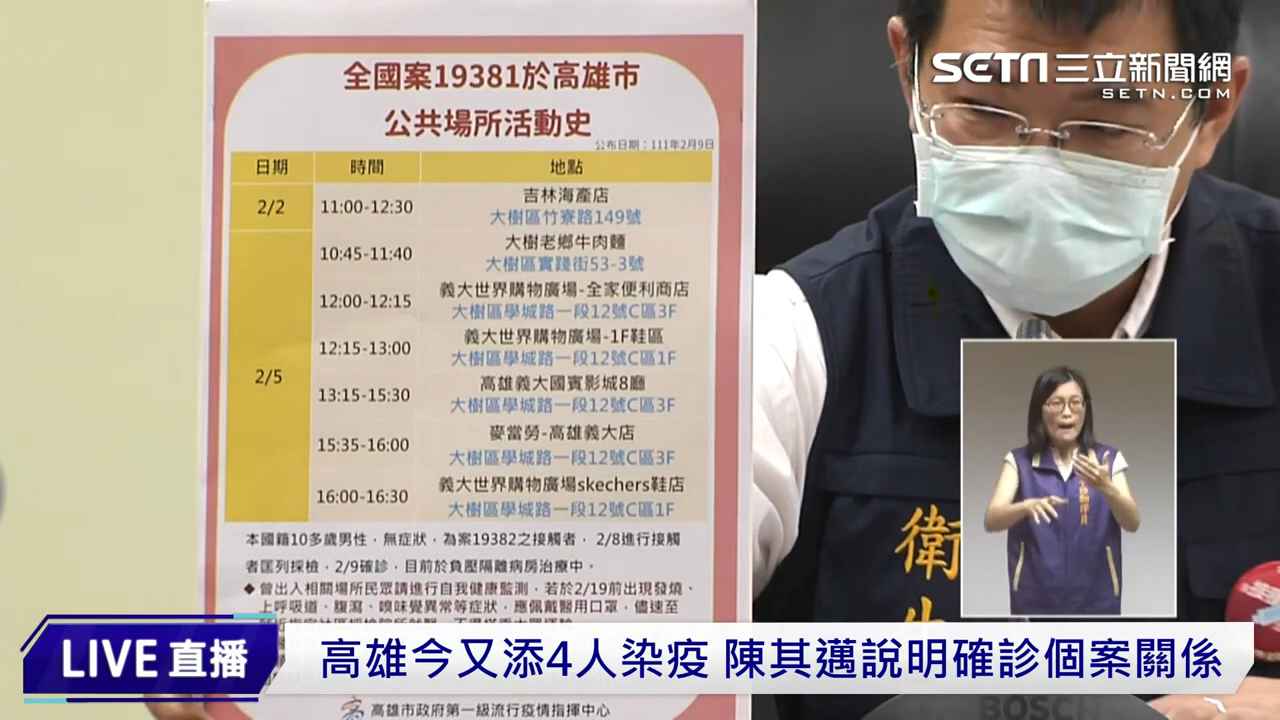 SETN三立新聞網
SETN.COM
全國案19381於高雄市
公共場所活動史
公布日期：111年2月9日
日期 時間 地點
2/2 11:00-12:30 吉林海產店
大樹區竹寮路149號
2/5
10:45-11:40 大樹老鄉牛肉麵
大樹區實踐街53-3號
12:00-12:15 義大世界購物廣場-全家便利商店
大樹區學城路一段12號C區3F
12:15-13:00 義大世界購物廣場-1F鞋區
大樹區學城路一段12號C區1F
13:15-15:30 高雄義大國賓影城8廳
大樹區學城路一段12號C區3F
15:35-16:00 麥當勞-高雄義大店
大樹區學城路一段12號C區3F
16:00-16:30 義大世界購物廣場skechers鞋店
大樹區學城路一段12號C區1F
本國籍10多歲男性，無症狀，為案19382之接觸者，2/8進行接觸
者匡列採檢，2/9確診，目前於負壓隔離病房治療中。
◆曾出入相關場所民眾請進行自我健康監測，若於2/19前出現發燒、
上呼吸道、腹瀉、嗅味覺異常等症狀，應佩戴醫用口罩，儘速至
高雄市政府第一級流行疫情指揮中心
衛
LIVE 直播
高雄今又添4人染疫 陳其邁說明確診個案關係
BOSCH